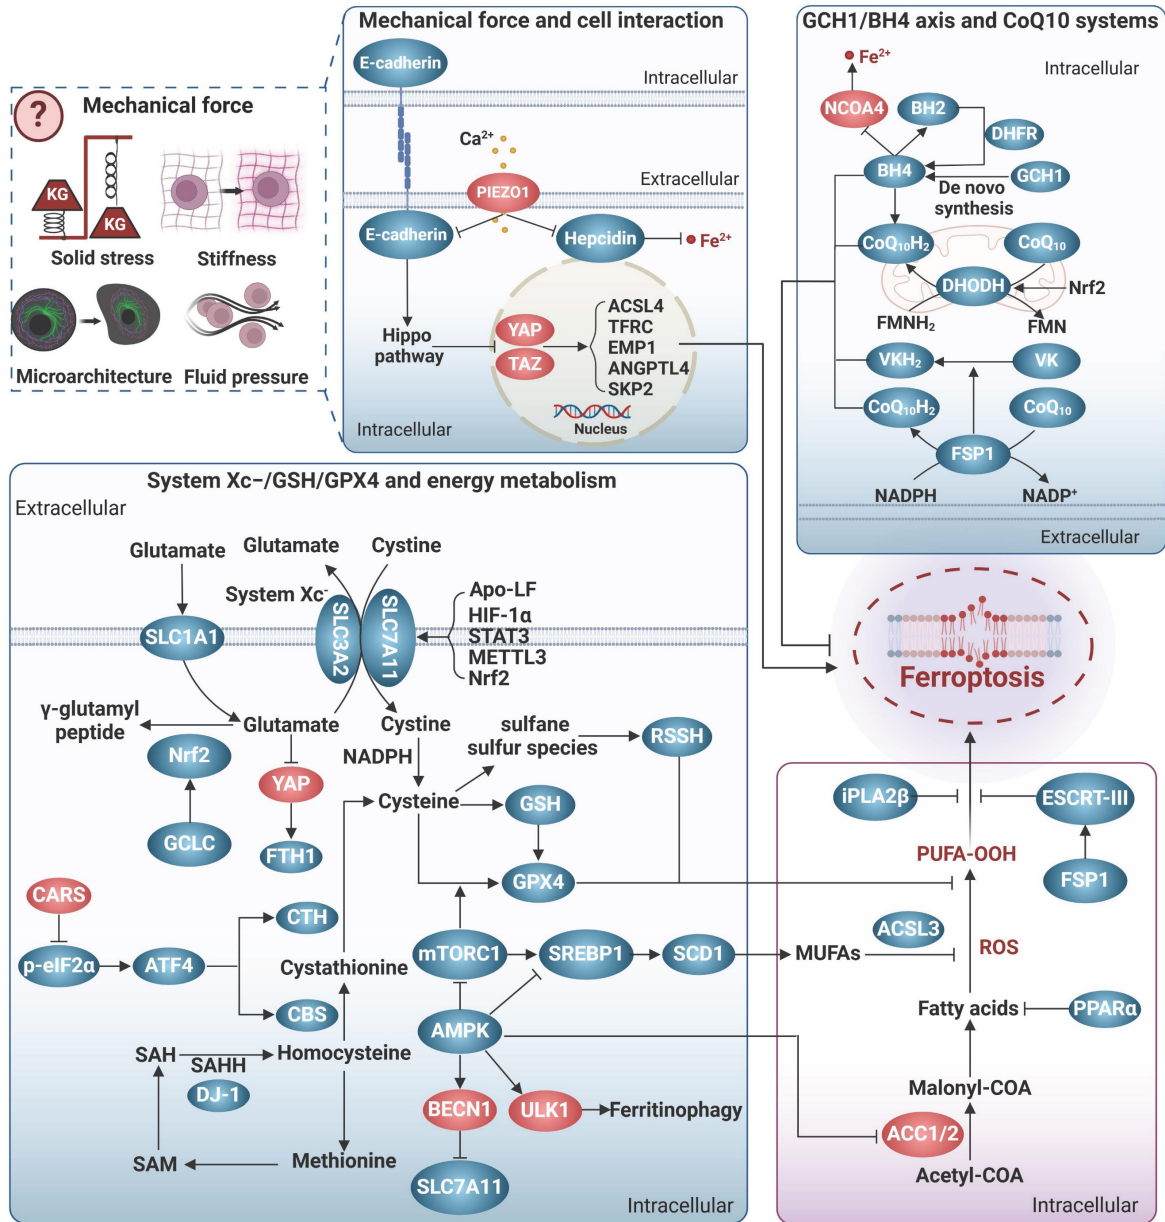 Mechanical force and cell interaction
E-cadherin
Intracellular
Ca²⁺
PIEZO1
Extracellular
E-cadherin
Hepcidin
Fe²⁺
Hippo
pathway
YAP
TAZ
ACSL4
TFRC
EMP1
ANGPTL4
SKP2
Nucleus
Intracellular
?
Mechanical force
KG
KG
Solid stress
Stiffness
Microarchitecture
Fluid pressure
GCH1/BH4 axis and CoQ10 systems
Fe²⁺
Intracellular
NCOA4
BH2
DHFR
BH4
GCH1
De novo
synthesis
CoQ₁₀H₂
CoQ₁₀
DHODH
Nrf2
FMNH₂
FMN
VKH₂
VK
CoQ₁₀H₂
CoQ₁₀
FSP1
NADPH
NADP⁺
Extracellular
System Xc−/GSH/GPX4 and energy metabolism
Extracellular
Glutamate
Glutamate
Cystine
System Xc⁻
SLC1A1
SLC3A2
SLC7A11
Apo-LF
HIF-1α
STAT3
METTL3
Nrf2
γ-glutamyl
peptide
Glutamate
Cystine
sulfane
sulfur species
RSSH
Nrf2
NADPH
YAP
Cysteine
GSH
GCLC
FTH1
GPX4
CARS
CTH
p-eIF2α
ATF4
Cystathionine
mTORC1
SREBP1
SCD1
MUFAs
CBS
AMPK
SAH
SAHH
Homocysteine
DJ-1
BECN1
ULK1
Ferritinophagy
SAM
Methionine
SLC7A11
Intracellular
Ferroptosis
iPLA2β
ESCRT-III
PUFA-OOH
FSP1
ACSL3
ROS
Fatty acids
PPARα
Malonyl-COA
ACC1/2
Acetyl-COA
Intracellular